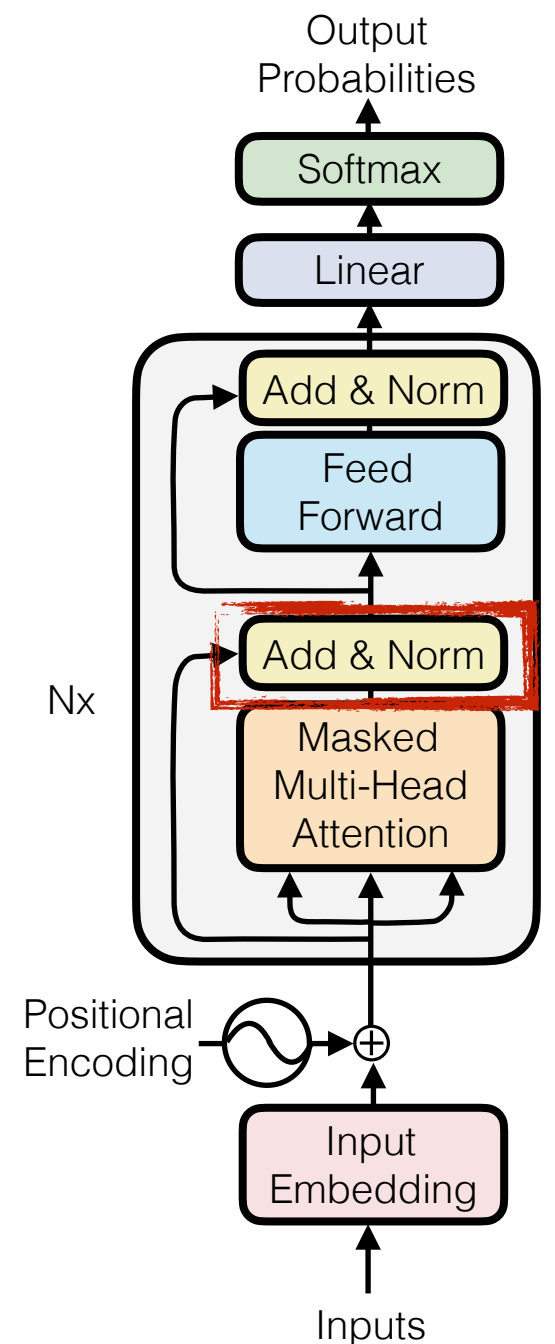 Output
Probabilities
Softmax
Linear
Add & Norm
Feed
Forward
Add & Norm
Nx
Masked
Multi-Head
Attention
Positional
Encoding
Input
Embedding
Inputs